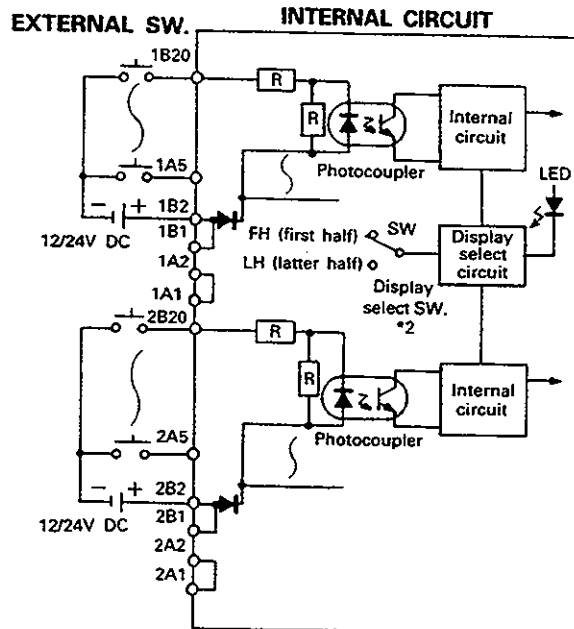 EXTERNAL SW.
INTERNAL CIRCUIT
1B20
R
R
Internal
circuit
Photocoupler
1A5
LED
− +
1B2
12/24V DC
1B1
FH (first half)
SW
Display
select
circuit
1A2
LH (latter half)
1A1
Display
select SW.
*2
2B20
R
R
Internal
circuit
Photocoupler
2A5
− +
2B2
12/24V DC
2B1
2A2
2A1